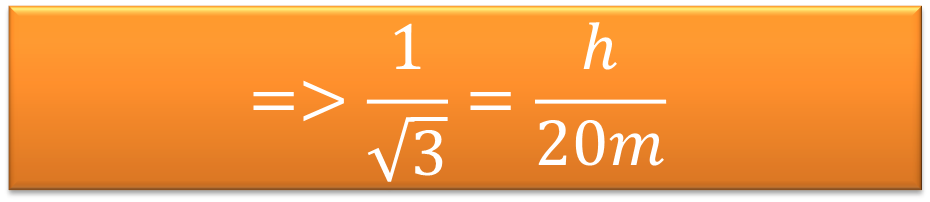 => 1/√3 = h/20m